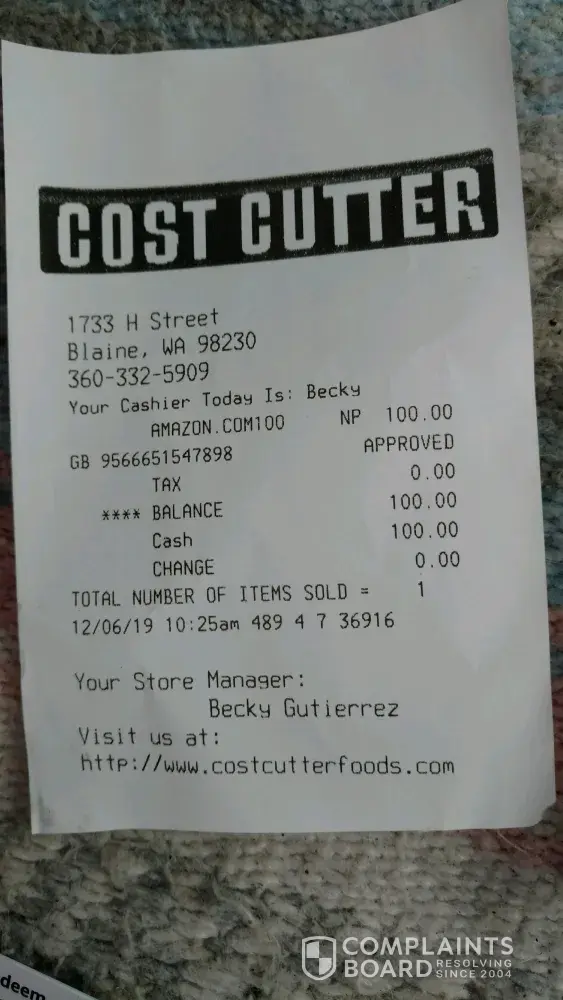 COST CUTTER
1733 H Street
Blaine, WA 98230
360-332-5909
Your Cashier Today Is: Becky
AMAZON.COM100 NP 100.00
GB 9566651547898 APPROVED
TAX 0.00
**** BALANCE 100.00
Cash 100.00
CHANGE 0.00
TOTAL NUMBER OF ITEMS SOLD = 1
12/06/19 10:25am 489 4 7 36916
Your Store Manager:
Becky Gutierrez
Visit us at:
http://www.costcutterfoods.com
deem
COMPLAINTS
BOARD RESOLVING
SINCE 2004